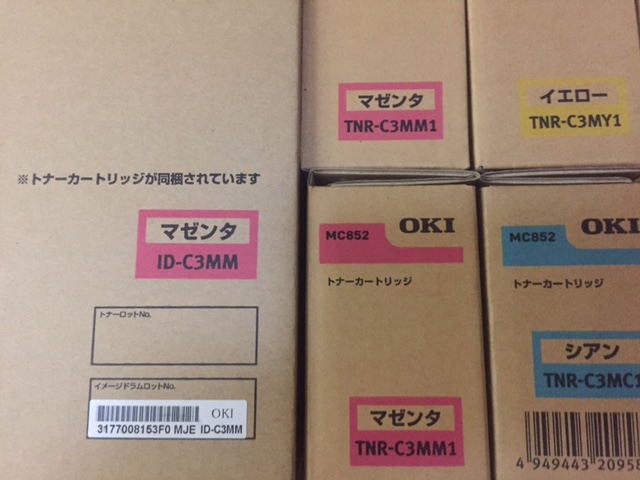 ※トナーカートリッジが同梱されています
マゼンタ
ID-C3MM
トナーロットNo.
イメージドラムロットNo.
OKI
3177008153F0 MJE ID-C3MM
マゼンタ
TNR-C3MM1
イエロー
TNR-C3MY1
MC852
OKI
トナーカートリッジ
マゼンタ
TNR-C3MM1
MC852
OKI
トナーカートリッジ
シアン
TNR-C3MC1
4 949443 20958